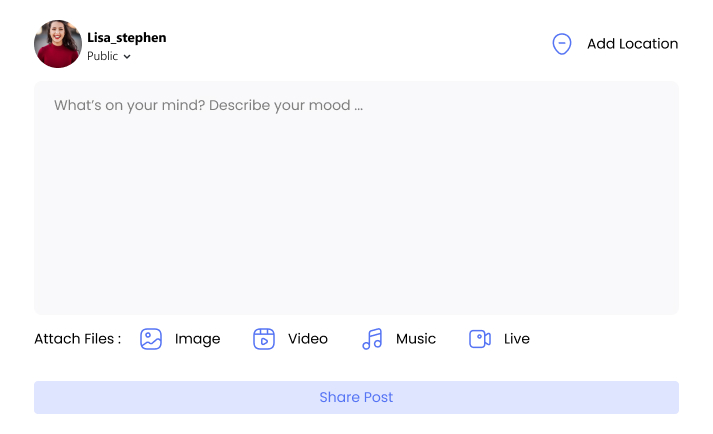 Lisa_stephen
Public
Add Location
What's on your mind? Describe your mood ...
Attach Files : Image Video Music Live
Share Post